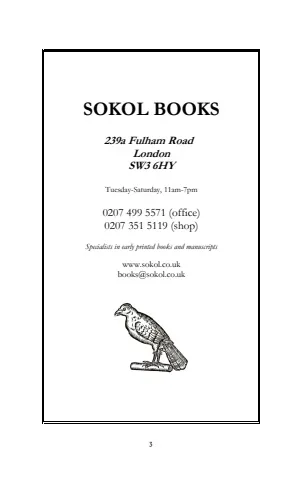 SOKOL BOOKS
239a Fulham Road
London
SW3 6HY
Tuesday-Saturday, 11am-7pm
0207 499 5571 (office)
0207 351 5119 (shop)
Specialists in early printed books and manuscripts
www.sokol.co.uk
books@sokol.co.uk
3